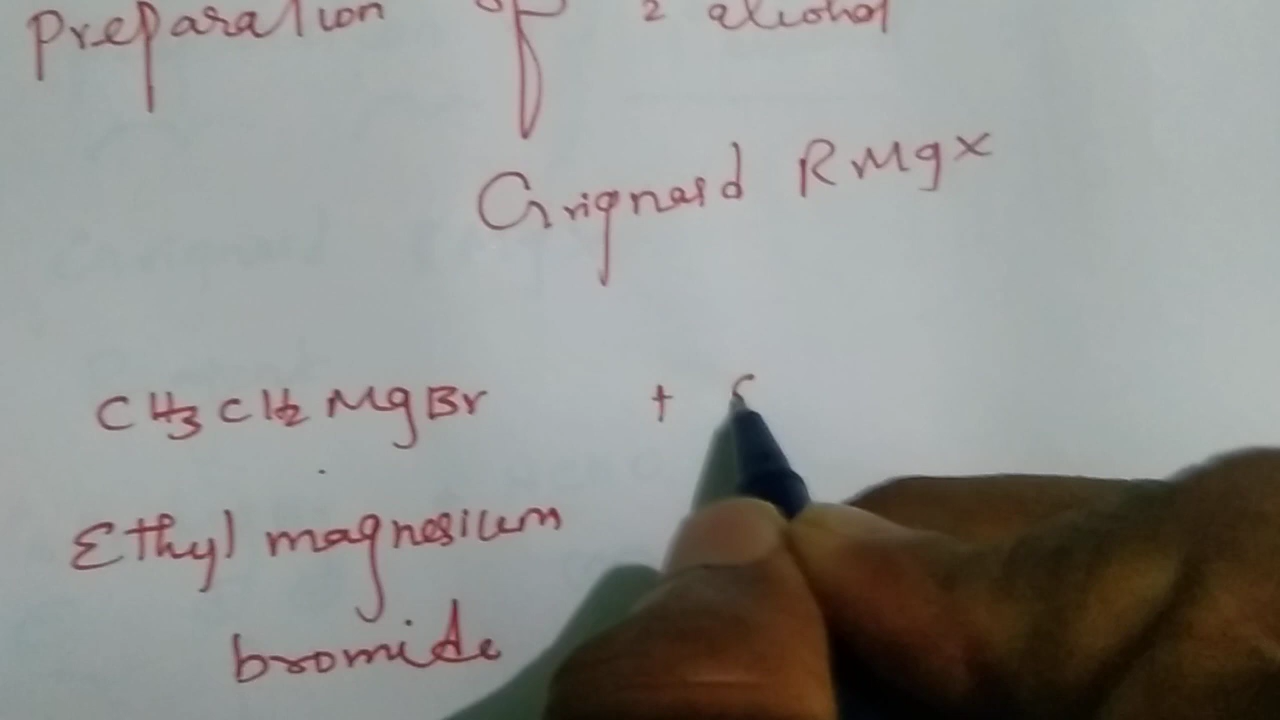 Preparation of 2 alcohol
Grignard RMgX
CH3CH2MgBr +
Ethyl magnesium
bromide